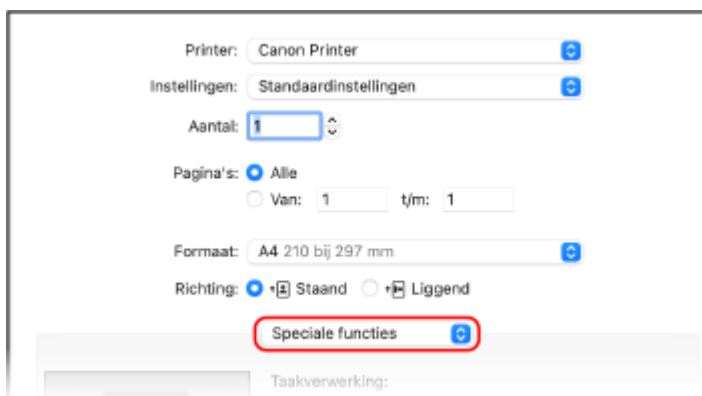 Printer: Canon Printer
Instellingen: Standaardinstellingen
Aantal: 1
Pagina's: Alle
Van: 1 t/m: 1
Formaat: A4 210 bij 297 mm
Richting: Staand Liggend
Speciale functies
Taakverwerking: